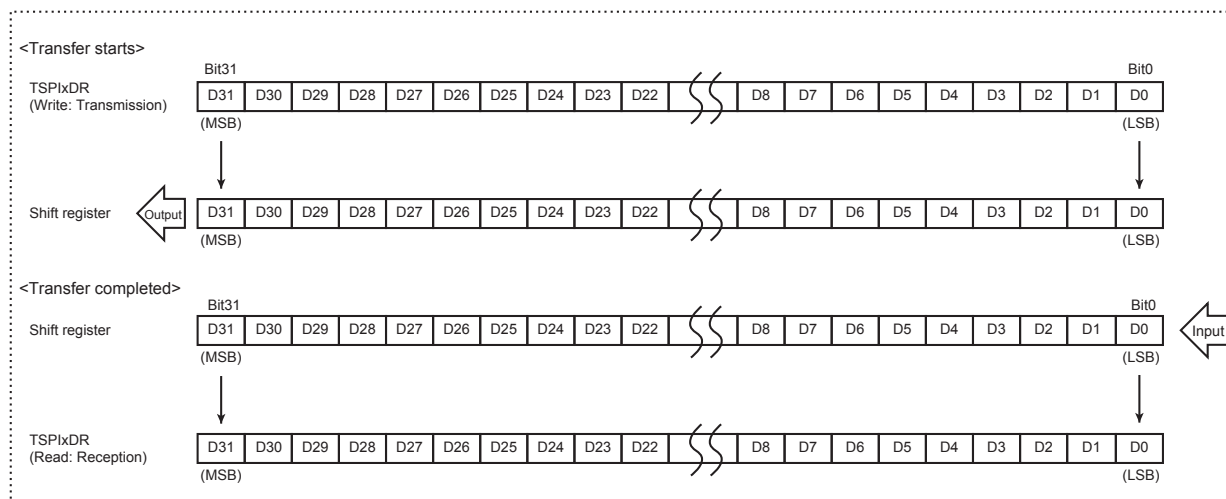 <Transfer starts>
Bit31 Bit0
TSPIxDR
(Write: Transmission)
D31 D30 D29 D28 D27 D26 D25 D24 D23 D22 D8 D7 D6 D5 D4 D3 D2 D1 D0
(MSB) (LSB)
Shift register Output D31 D30 D29 D28 D27 D26 D25 D24 D23 D22 D8 D7 D6 D5 D4 D3 D2 D1 D0
(MSB) (LSB)
<Transfer completed>
Bit31 Bit0
Shift register D31 D30 D29 D28 D27 D26 D25 D24 D23 D22 D8 D7 D6 D5 D4 D3 D2 D1 D0 Input
(MSB) (LSB)
TSPIxDR
(Read: Reception)
D31 D30 D29 D28 D27 D26 D25 D24 D23 D22 D8 D7 D6 D5 D4 D3 D2 D1 D0
(MSB) (LSB)